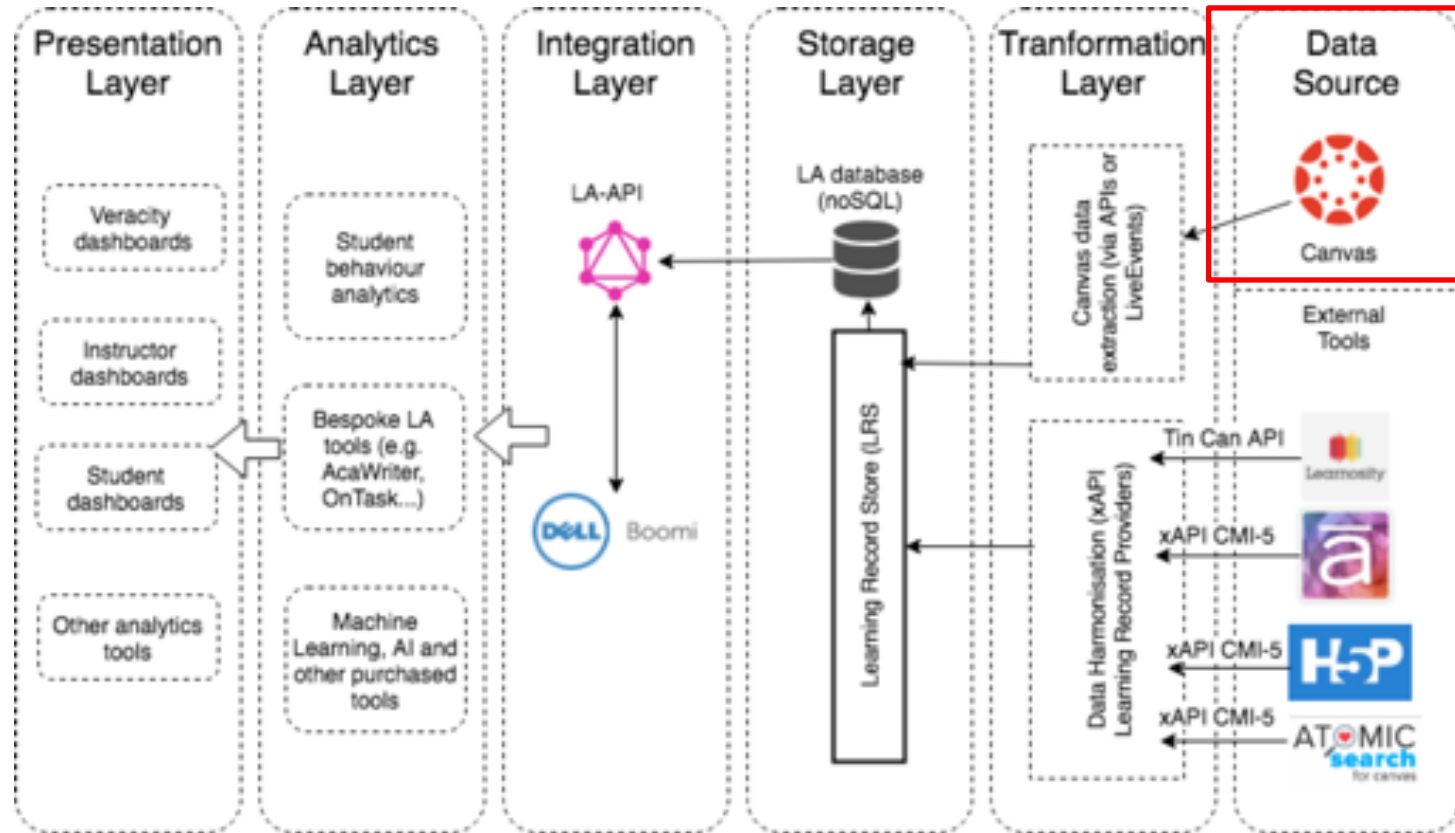 Presentation
Layer
Veracity
dashboards
Instructor
dashboards
Student
dashboards
Other analytics
tools
Analytics
Layer
Student
behaviour
analytics
Bespoke LA
tools (e.g.
AcaWriter,
OnTask...)
Machine
Learning, AI and
other purchased
tools
Integration
Layer
LA-API
DELL Boomi
Storage
Layer
LA database
(noSQL)
Learning Record Store (LRS
Tranformation
Layer
Canvas data
extraction (via APIs or
LiveEvents)
Data Harmonisation (xAPI
Learning Record Providers)
Data
Source
Canvas
External
Tools
Tin Can API
Learnosity
xAPI CMI-5
a
xAPI CMI-5
H5P
xAPI CMI-5
ATOMIC
search
for canvas